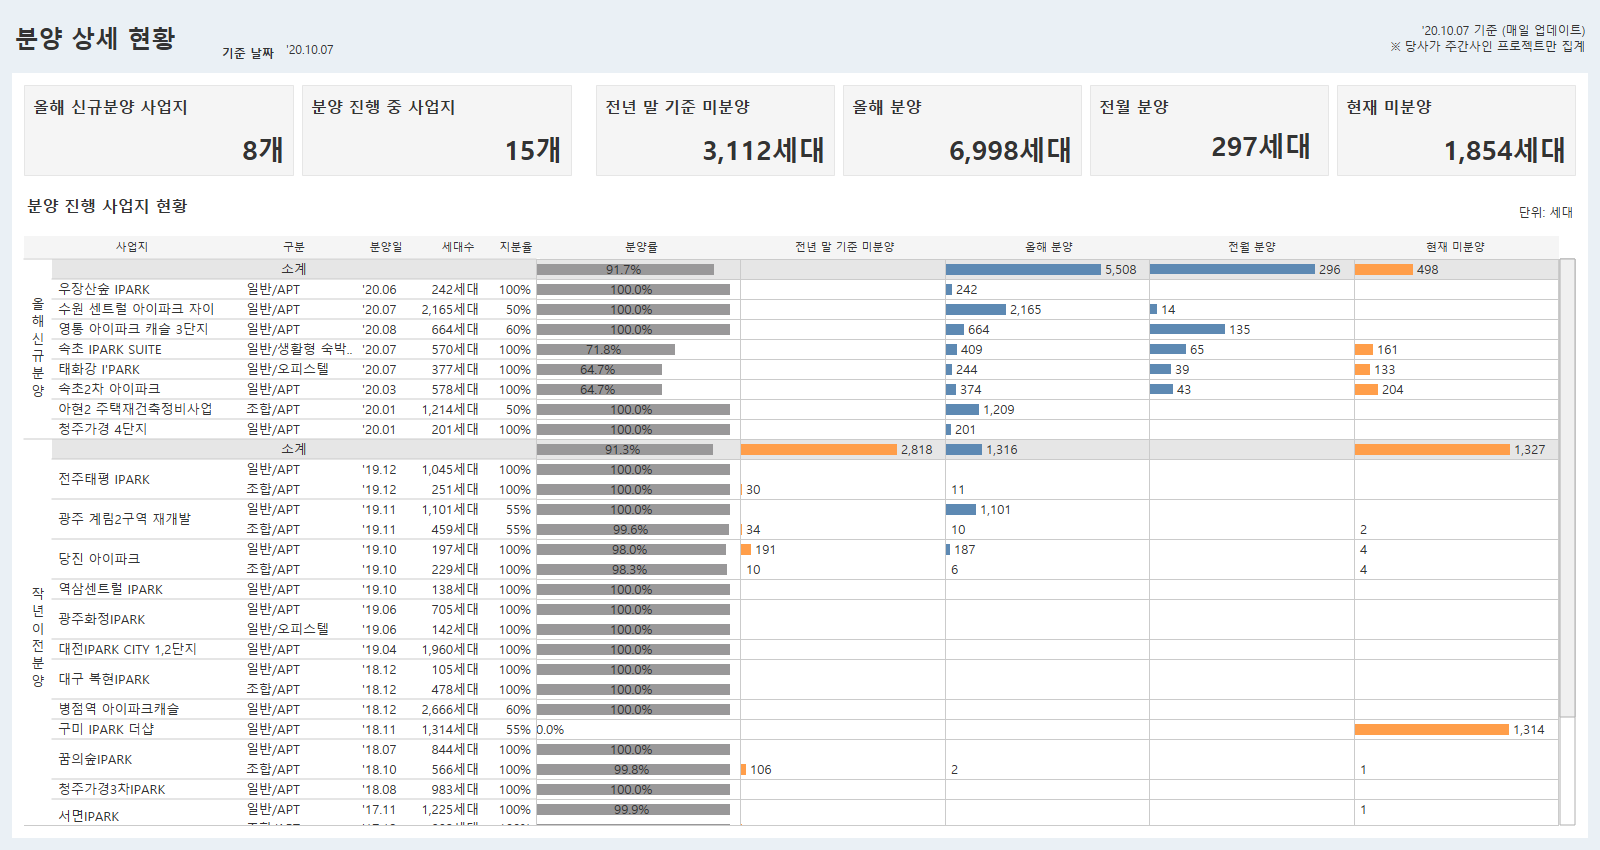 분양 상세 현황
기준 날짜 '20.10.07
'20.10.07 기준 (매일 업데이트)
※ 당사가 주간사인 프로젝트만 집계
올해 신규분양 사업지 분양 진행 중 사업지 전년 말 기준 미분양 올해 분양 전월 분양 현재 미분양
8개 15개 3,112세대 6,998세대 297세대 1,854세대
분양 진행 사업지 현황
단위: 세대
사업지 구분 분양일 세대수 지분율 분양률 전년 말 기준 미분양 올해 분양 전월 분양 현재 미분양
올해신규분양
소계 91.7% 5,508 296 498
우장산숲 IPARK 일반/APT '20.06 242세대 100% 100.0% 242
수원 센트럴 아이파크 자이 일반/APT '20.07 2,165세대 50% 100.0% 2,165 14
영통 아이파크 캐슬 3단지 일반/APT '20.08 664세대 60% 100.0% 664 135
속초 IPARK SUITE 일반/생활형 숙박.. '20.07 570세대 100% 71.8% 409 65 161
태화강 I'PARK 일반/오피스텔 '20.07 377세대 100% 64.7% 244 39 133
속초2차 아이파크 일반/APT '20.03 578세대 100% 64.7% 374 43 204
아현2 주택재건축정비사업 조합/APT '20.01 1,214세대 50% 100.0% 1,209
청주가경 4단지 일반/APT '20.01 201세대 100% 100.0% 201
작년이전분양
소계 91.3% 2,818 1,316 1,327
전주태평 IPARK 일반/APT '19.12 1,045세대 100% 100.0%
조합/APT '19.12 251세대 100% 100.0% 30 11
광주 계림2구역 재개발 일반/APT '19.11 1,101세대 55% 100.0% 1,101
조합/APT '19.11 459세대 55% 99.6% 34 10 2
당진 아이파크 일반/APT '19.10 197세대 100% 98.0% 191 187 4
조합/APT '19.10 229세대 100% 98.3% 10 6 4
역삼센트럴 IPARK 일반/APT '19.10 138세대 100% 100.0%
광주화정IPARK 일반/APT '19.06 705세대 100% 100.0%
일반/오피스텔 '19.06 142세대 100% 100.0%
대전IPARK CITY 1,2단지 일반/APT '19.04 1,960세대 100% 100.0%
대구 복현IPARK 일반/APT '18.12 105세대 100% 100.0%
조합/APT '18.12 478세대 100% 100.0%
병점역 아이파크캐슬 일반/APT '18.12 2,666세대 60% 100.0%
구미 IPARK 더샵 일반/APT '18.11 1,314세대 55% 0.0% 1,314
꿈의숲IPARK 일반/APT '18.07 844세대 100% 100.0%
조합/APT '18.10 566세대 100% 99.8% 106 2 1
청주가경3차IPARK 일반/APT '18.08 983세대 100% 100.0%
서면IPARK 일반/APT '17.11 1,225세대 100% 99.9% 1